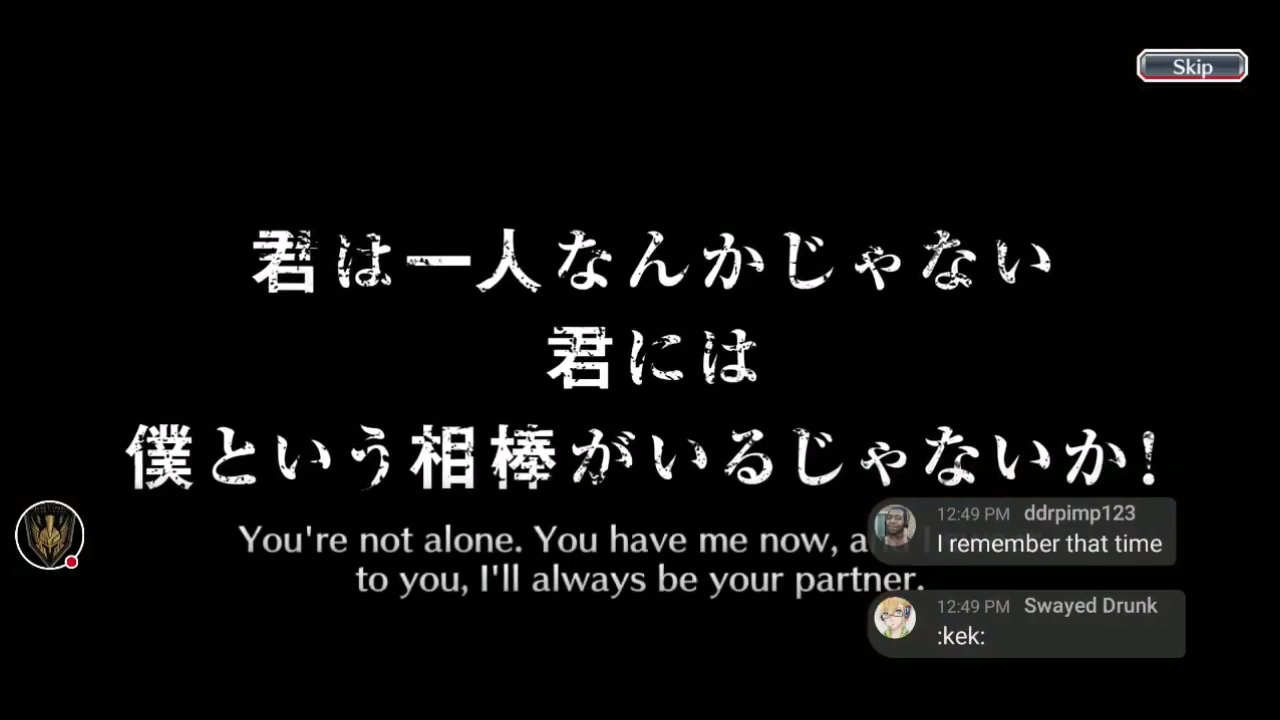 Skip
君は一人なんかじゃない
君には
僕という相棒がいるじゃないか!
You're not alone. You have me now, a
to you, I'll always be your partner.
12:49 PM ddrpimp123
I remember that time
12:49 PM Swayed Drunk
:kek: